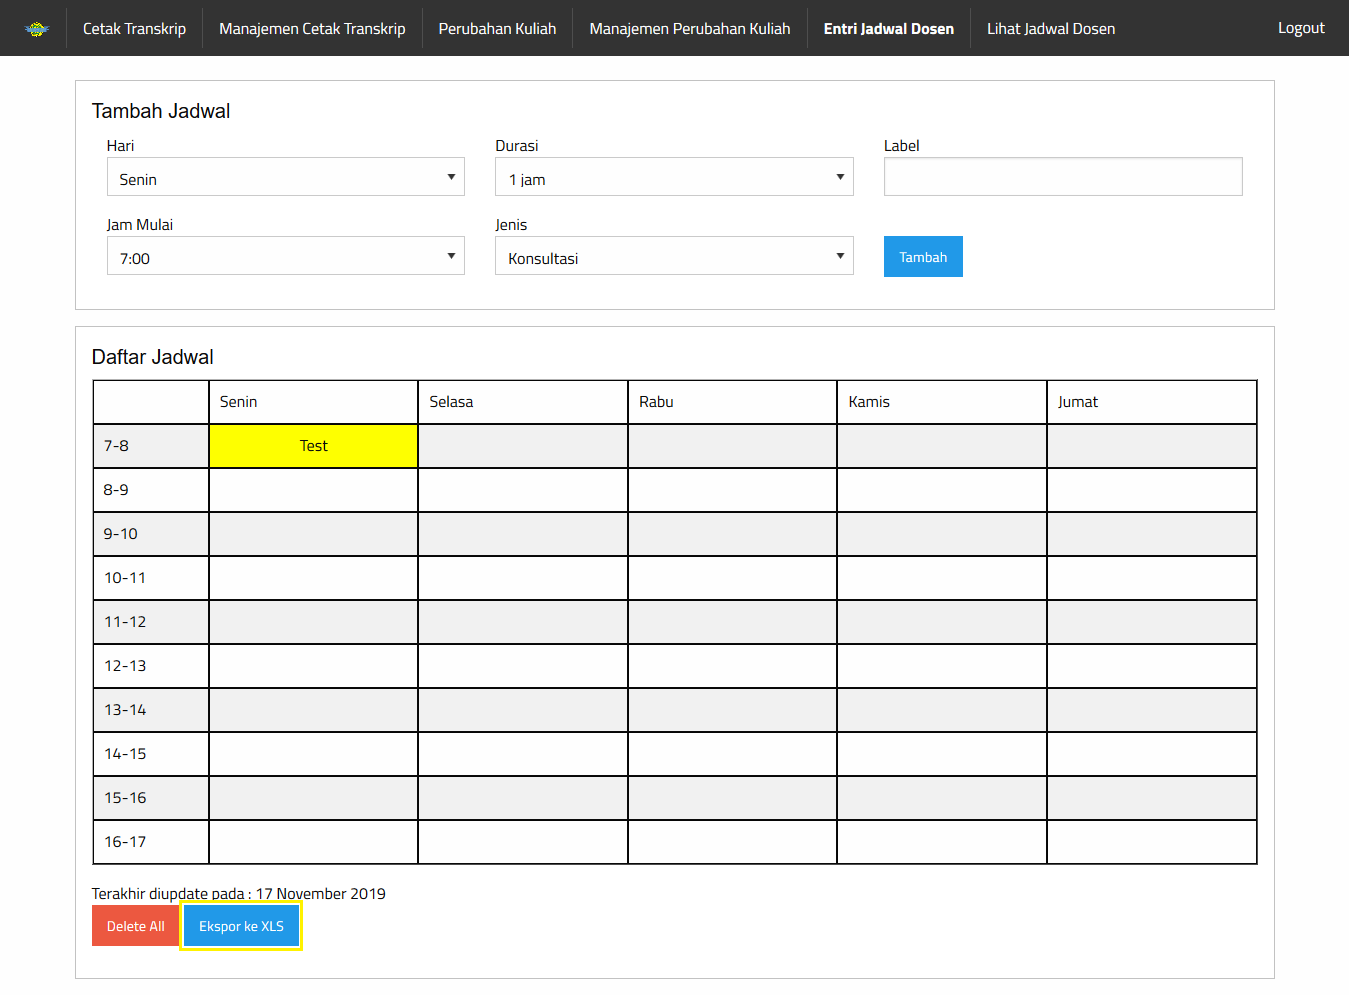 Cetak Transkrip Manajemen Cetak Transkrip Perubahan Kuliah Manajemen Perubahan Kuliah Entri Jadwal Dosen Lihat Jadwal Dosen Logout
Tambah Jadwal
Hari Durasi Label
Senin 1 jam
Jam Mulai Jenis
7:00 Konsultasi Tambah
Daftar Jadwal
Senin Selasa Rabu Kamis Jumat
7-8 Test
8-9
9-10
10-11
11-12
12-13
13-14
14-15
15-16
16-17
Terakhir diupdate pada : 17 November 2019
Delete All Ekspor ke XLS